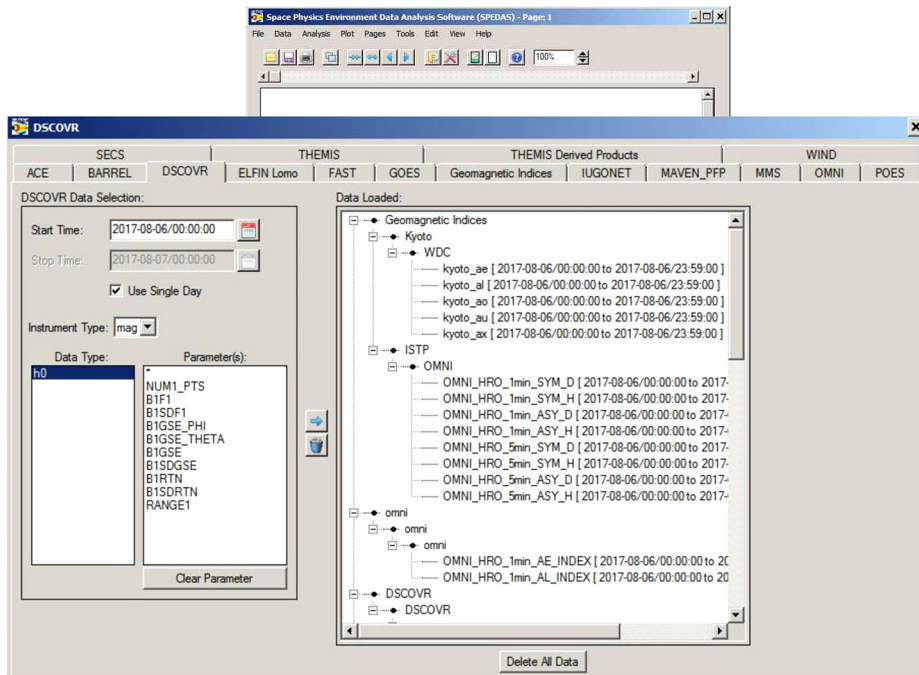 Space Physics Environment Data Analysis Software (SPEDAS) - Page: 1
File Data Analysis Plot Pages Tools Edit View Help
100%
DSCOVR
SECS THEMIS THEMIS Derived Products WIND
ACE BARREL DSCOVR ELFIN Lomo FAST GOES Geomagnetic Indices IUGONET MAVEN_PFP MMS OMNI POES
DSCOVR Data Selection:
Start Time: 2017-08-06/00:00:00
Stop Time: 2017-08-07/00:00:00
Use Single Day
Instrument Type: mag
Data Type:
h0
Parameter(s):
*
NUM1_PTS
B1F1
B1SDF1
B1GSE_PHI
B1GSE_THETA
B1GSE
B1SDGSE
B1RTN
B1SDRTN
RANGE1
Clear Parameter
Data Loaded:
Geomagnetic Indices
Kyoto
WDC
kyoto_ae [ 2017-08-06/00:00:00 to 2017-08-06/23:59:00 ]
kyoto_al [ 2017-08-06/00:00:00 to 2017-08-06/23:59:00 ]
kyoto_ao [ 2017-08-06/00:00:00 to 2017-08-06/23:59:00 ]
kyoto_au [ 2017-08-06/00:00:00 to 2017-08-06/23:59:00 ]
kyoto_ax [ 2017-08-06/00:00:00 to 2017-08-06/23:59:00 ]
ISTP
OMNI
OMNI_HRO_1min_SYM_D [ 2017-08-06/00:00:00 to 2017-
OMNI_HRO_1min_SYM_H [ 2017-08-06/00:00:00 to 2017-
OMNI_HRO_1min_ASY_D [ 2017-08-06/00:00:00 to 2017-
OMNI_HRO_1min_ASY_H [ 2017-08-06/00:00:00 to 2017-
OMNI_HRO_5min_SYM_D [ 2017-08-06/00:00:00 to 2017-
OMNI_HRO_5min_SYM_H [ 2017-08-06/00:00:00 to 2017-
OMNI_HRO_5min_ASY_D [ 2017-08-06/00:00:00 to 2017-
OMNI_HRO_5min_ASY_H [ 2017-08-06/00:00:00 to 2017-
omni
omni
omni
OMNI_HRO_1min_AE_INDEX [ 2017-08-06/00:00:00 to 20
OMNI_HRO_1min_AL_INDEX [ 2017-08-06/00:00:00 to 20
DSCOVR
DSCOVR
Delete All Data